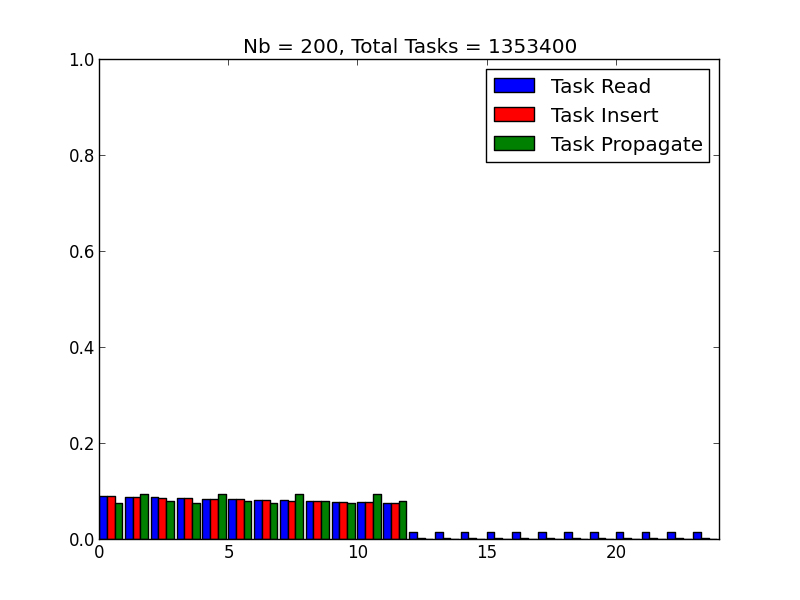 Nb = 200, Total Tasks = 1353400
1.0
Task Read
Task Insert
Task Propagate
0.8
0.6
0.4
0.2
0.0
0 5 10 15 20